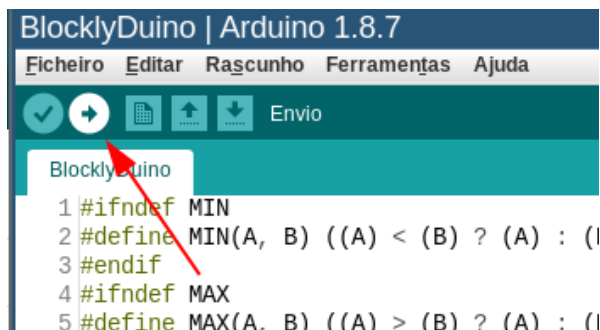 BlocklyDuino | Arduino 1.8.7
Ficheiro Editar Rascunho Ferramentas Ajuda
Envio
BlocklyDuino
1 #ifndef MIN
2 #define MIN(A, B) ((A) < (B) ? (A) : (
3 #endif
4 #ifndef MAX
5 #define MAX(A, B) ((A) > (B) ? (A) : (